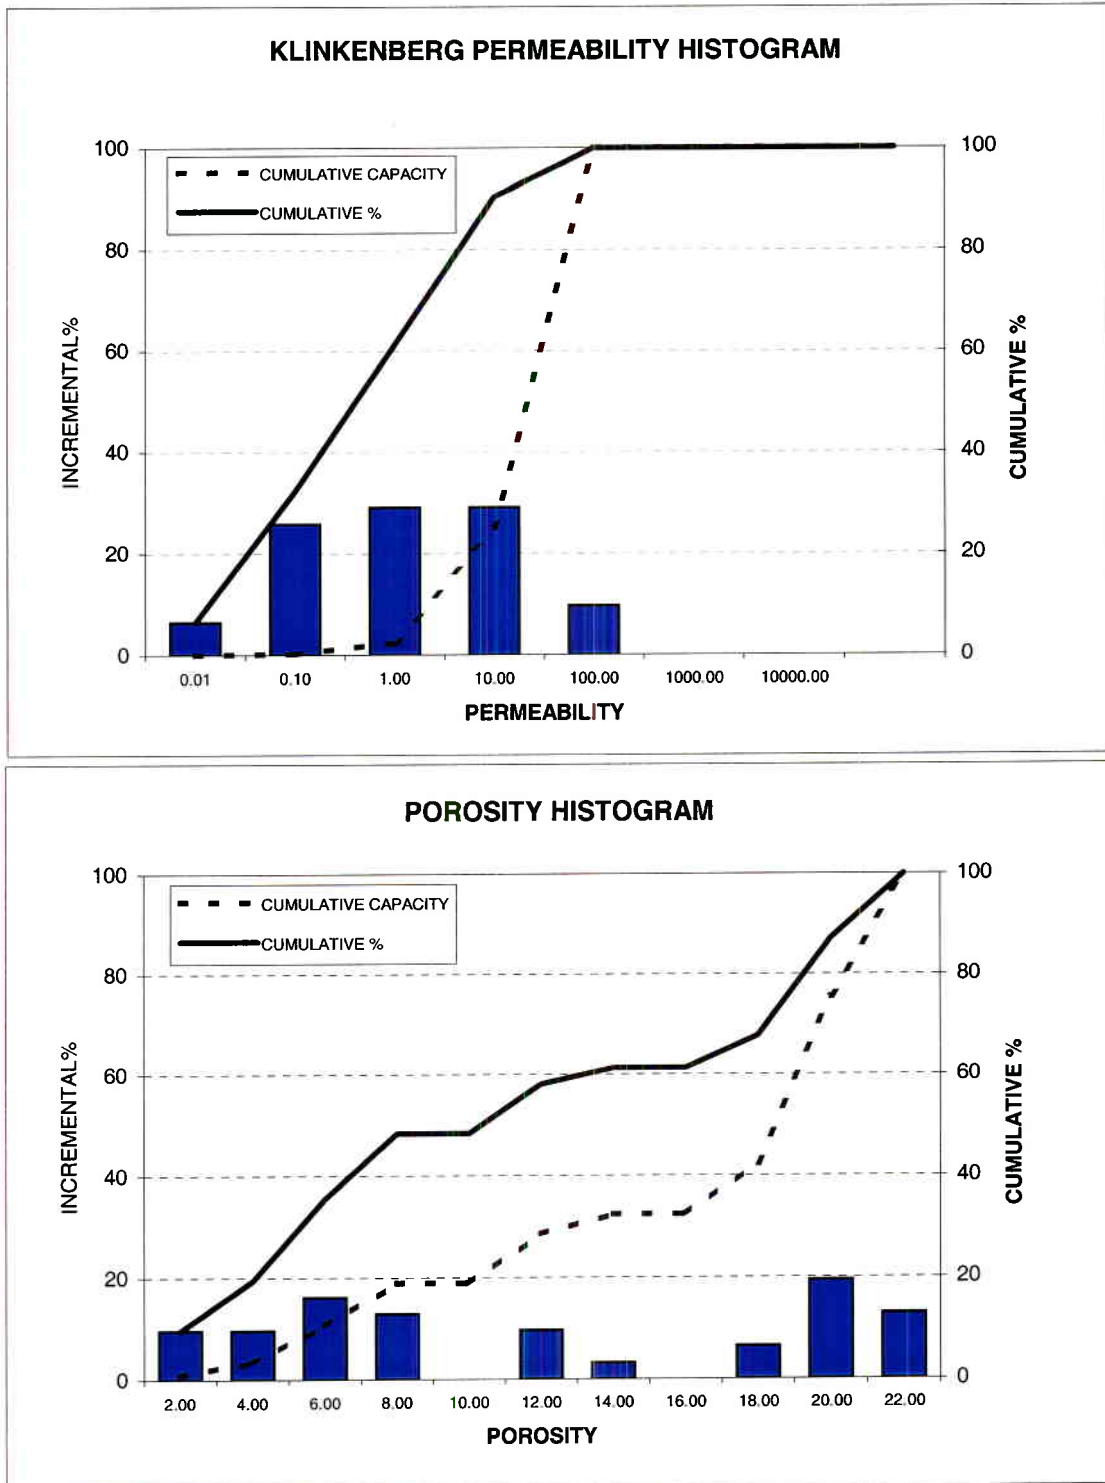 KLINKENBERG PERMEABILITY HISTOGRAM
100
80
60
40
20
0
INCREMENTAL%
CUMULATIVE CAPACITY
CUMULATIVE %
100
80
60
40
20
0
CUMULATIVE %
0.01 0.10 1.00 10.00 100.00 1000.00 10000.00
PERMEABILITY
POROSITY HISTOGRAM
100
80
60
40
20
0
INCREMENTAL%
CUMULATIVE CAPACITY
CUMULATIVE %
100
80
60
40
20
0
CUMULATIVE %
2.00 4.00 6.00 8.00 10.00 12.00 14.00 16.00 18.00 20.00 22.00
POROSITY